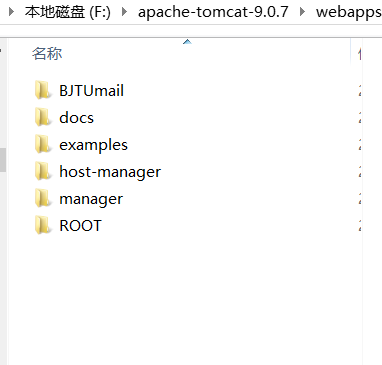 本地磁盘 (F:) apache-tomcat-9.0.7 webapps
名称
BJTUmail
docs
examples
host-manager
manager
ROOT